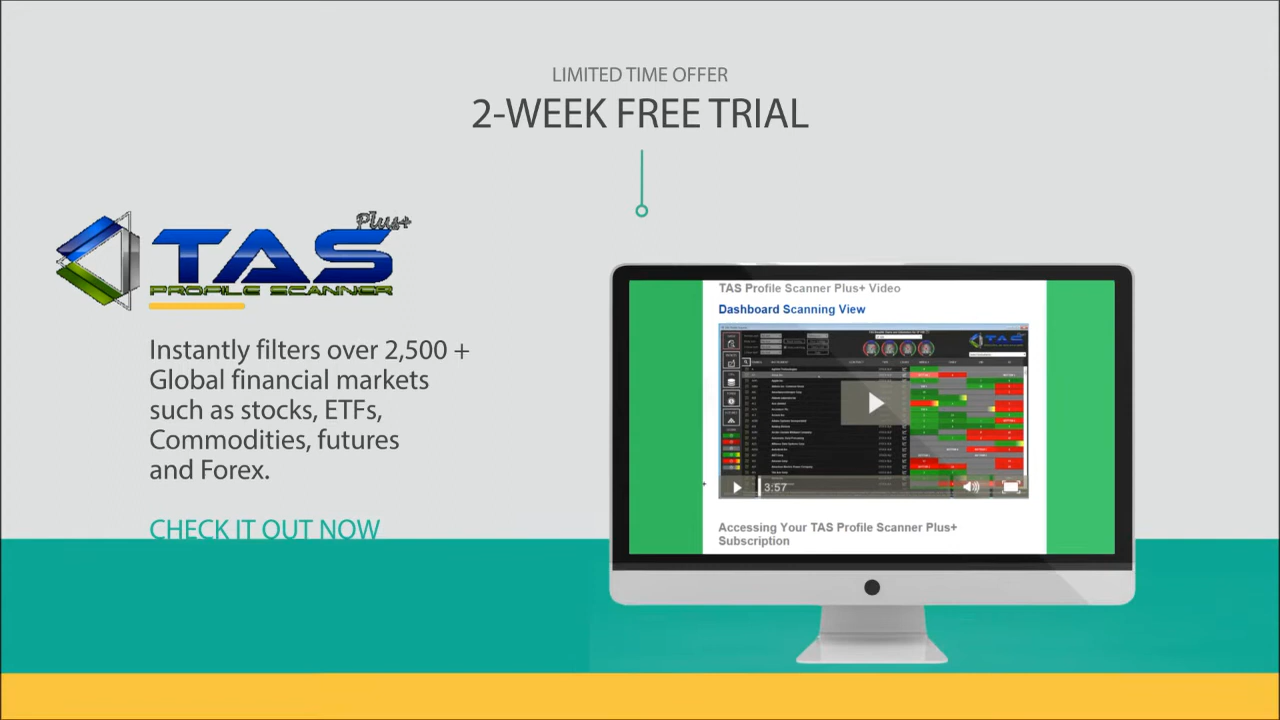 LIMITED TIME OFFER
2-WEEK FREE TRIAL
Plus+
TAS
PROFILE SCANNER
Instantly filters over 2,500 +
Global financial markets
such as stocks, ETFs,
Commodities, futures
and Forex.
CHECK IT OUT NOW
TAS Profile Scanner Plus+ Video
Dashboard Scanning View
3:57
Accessing Your TAS Profile Scanner Plus+
Subscription